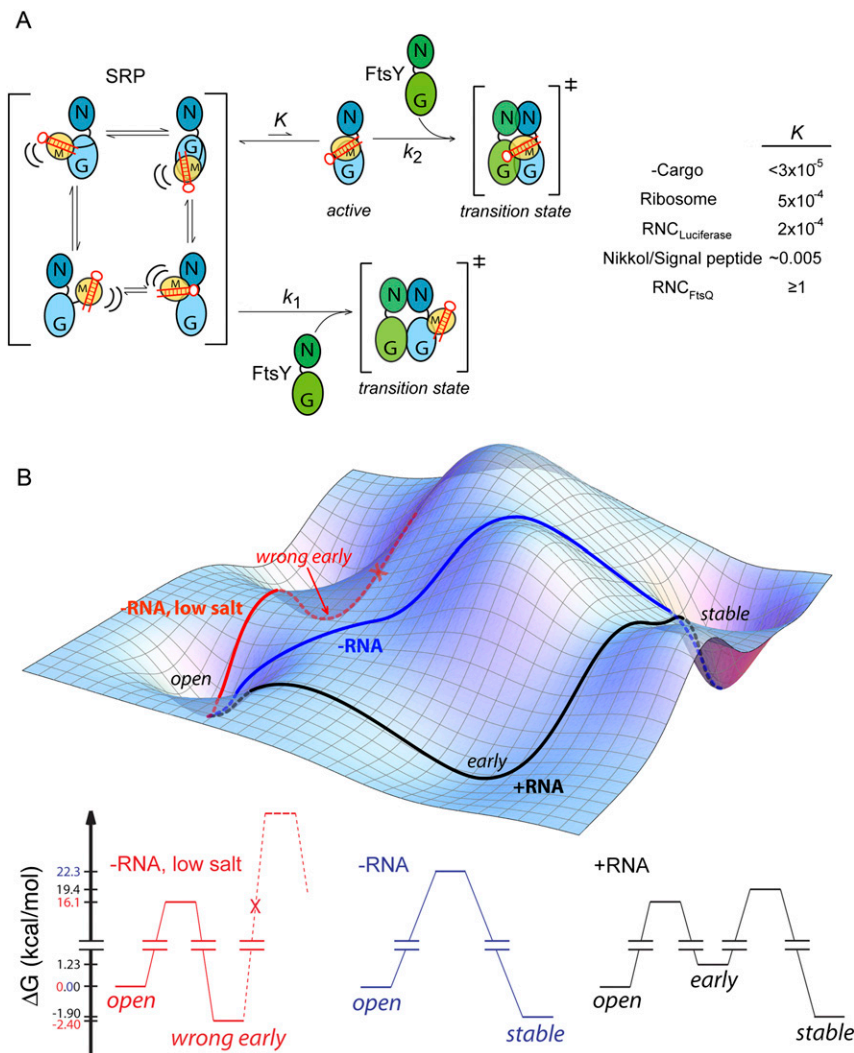 A
SRP
N
G
M
N
G
M
N
G
M
N
G
M
K
N
M
G
active
FtsY
N
G
k2
N
N
G
M
G
‡
transition state
k1
FtsY
N
G
N
N
G
G
M
‡
transition state
K
-Cargo <3x10⁻⁵
Ribosome 5x10⁻⁴
RNC_Luciferase 2x10⁻⁴
Nikkol/Signal peptide ~0.005
RNC_FtsQ ≥1
B
wrong early
X
-RNA, low salt
-RNA
stable
open
early
+RNA
ΔG (kcal/mol)
22.3
19.4
16.1
1.23
0.00
-1.90
-2.40
-RNA, low salt
X
open
wrong early
-RNA
open
stable
+RNA
open
early
stable